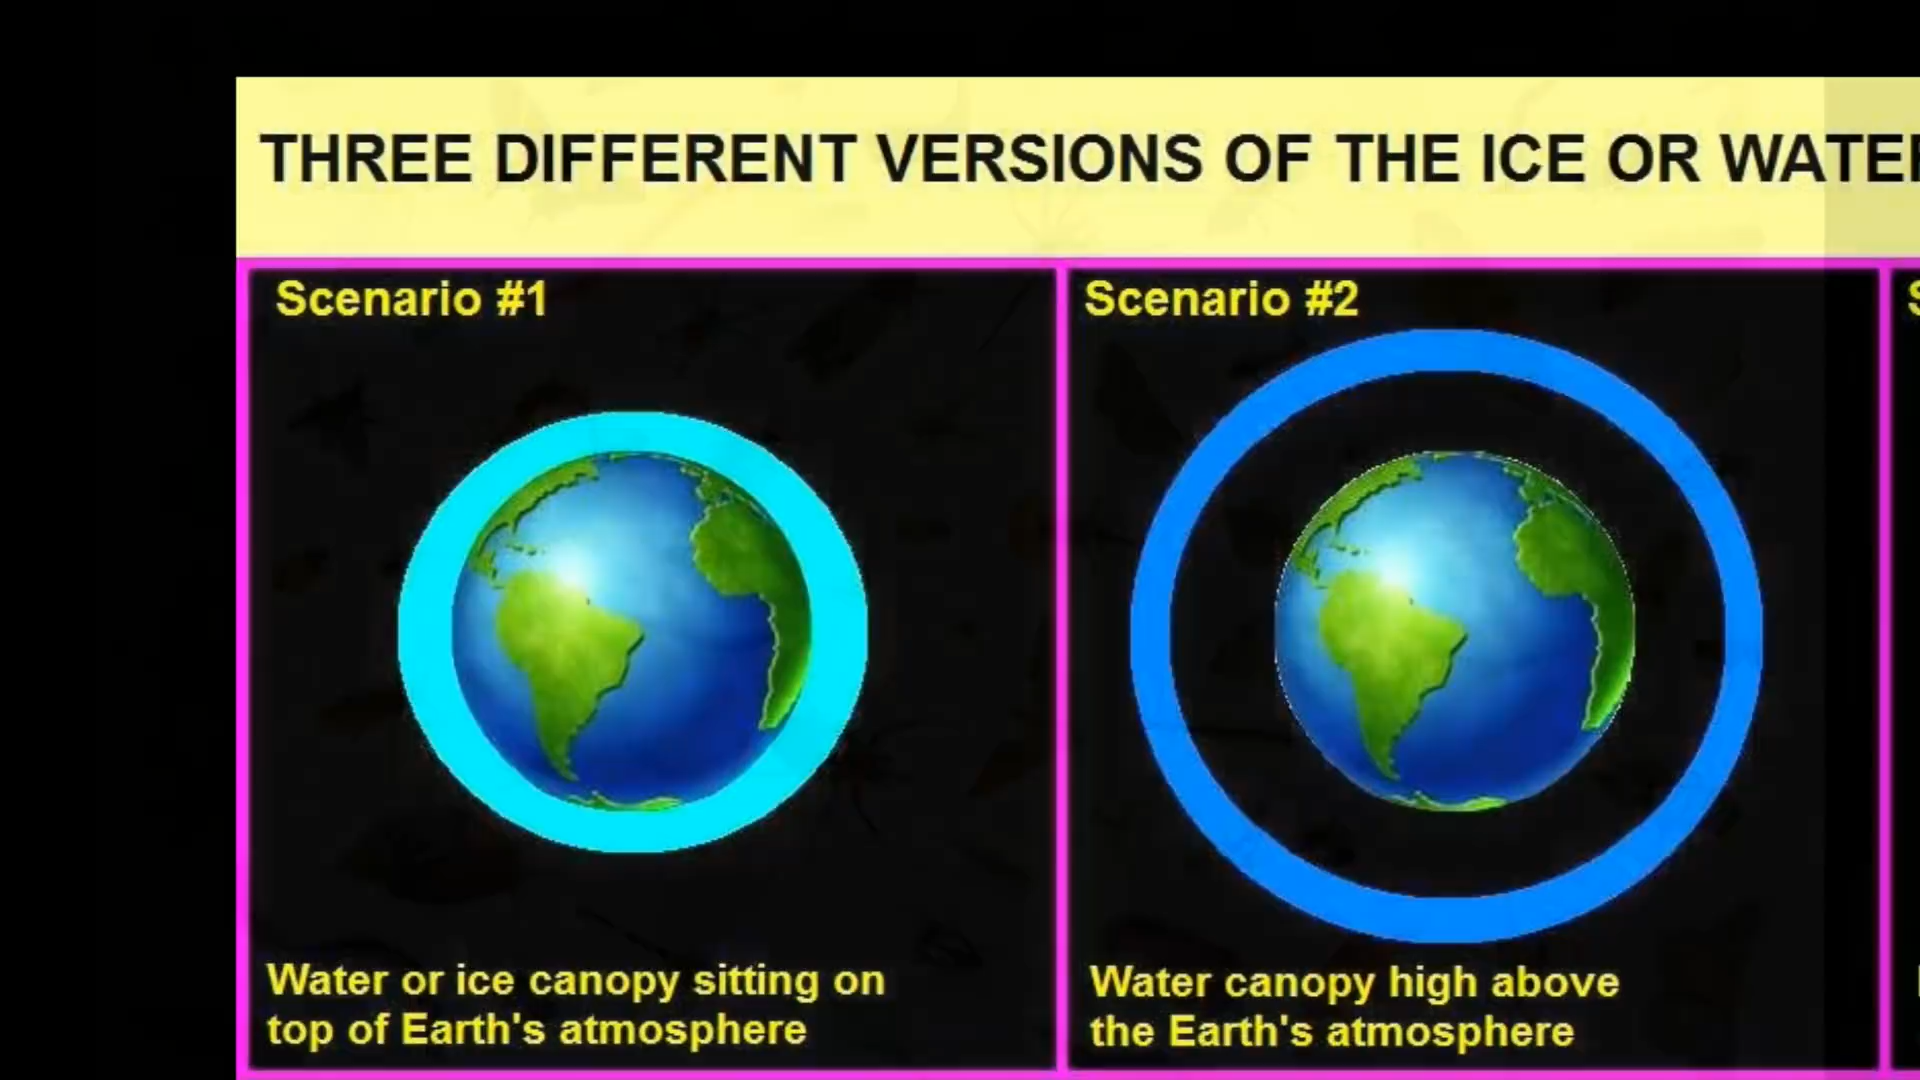 THREE DIFFERENT VERSIONS OF THE ICE OR WATER
Scenario #1
Scenario #2
Water or ice canopy sitting on
top of Earth's atmosphere
Water canopy high above
the Earth's atmosphere